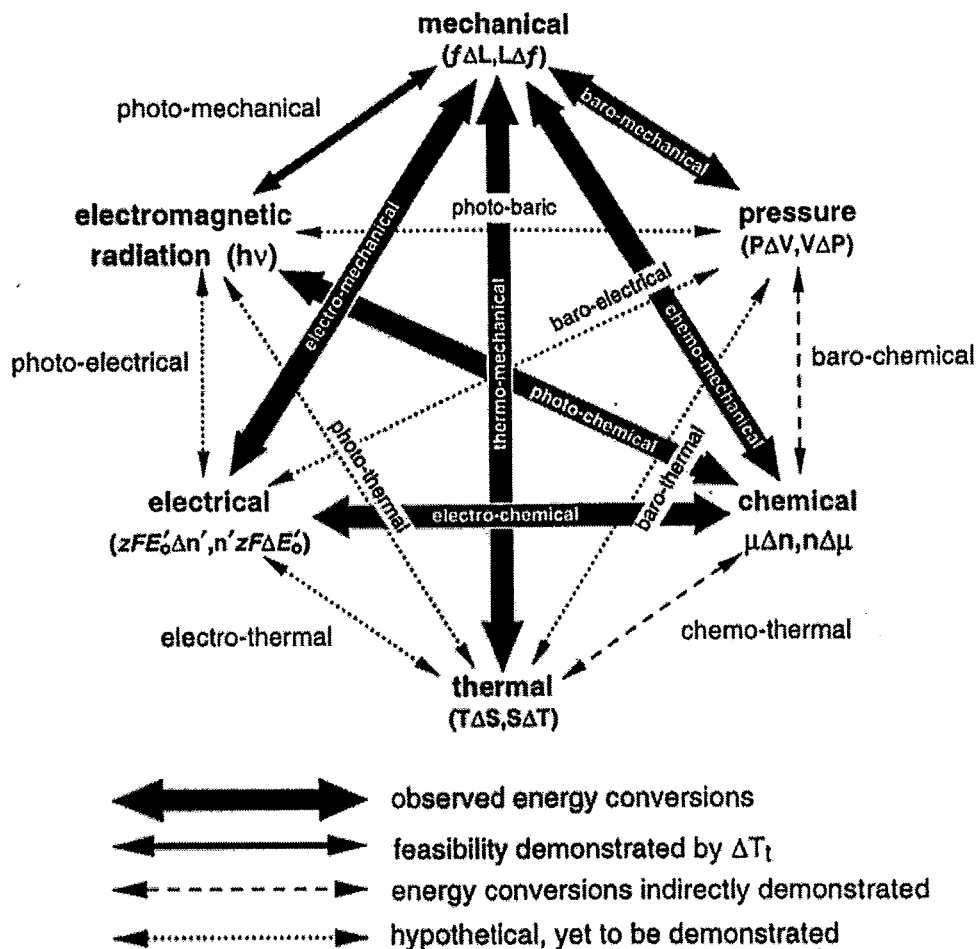 mechanical
(fΔL,LΔf)
photo-mechanical
baro-mechanical
electromagnetic
radiation (hν)
photo-baric
pressure
(PΔV,VΔP)
electro-mechanical
thermo-mechanical
baro-electrical
chemo-mechanical
photo-electrical
baro-chemical
photo-thermal
photo-chemical
baro-thermal
electrical
(zFE′oΔn′,n′zFΔE′o)
electro-chemical
chemical
μΔn,nΔμ
electro-thermal
chemo-thermal
thermal
(TΔS,SΔT)
observed energy conversions
feasibility demonstrated by ΔTt
energy conversions indirectly demonstrated
hypothetical, yet to be demonstrated